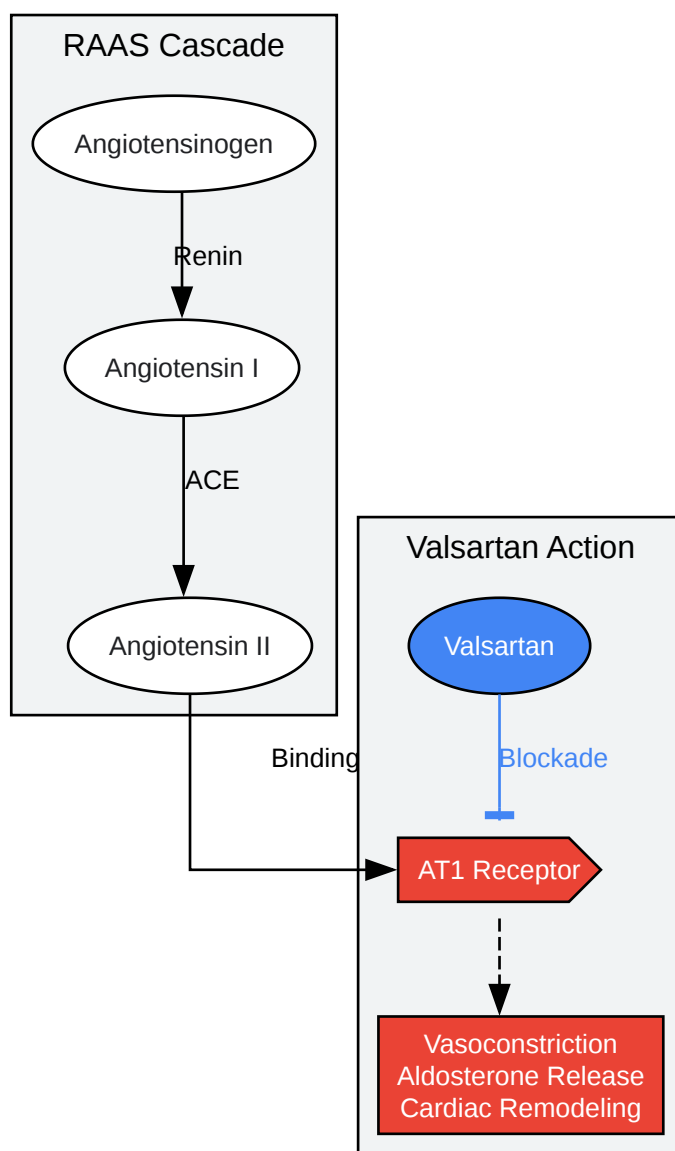 RAAS Cascade
Angiotensinogen
Renin
Angiotensin I
ACE
Angiotensin II
Binding
Valsartan Action
Valsartan
Blockade
AT1 Receptor
Vasoconstriction
Aldosterone Release
Cardiac Remodeling